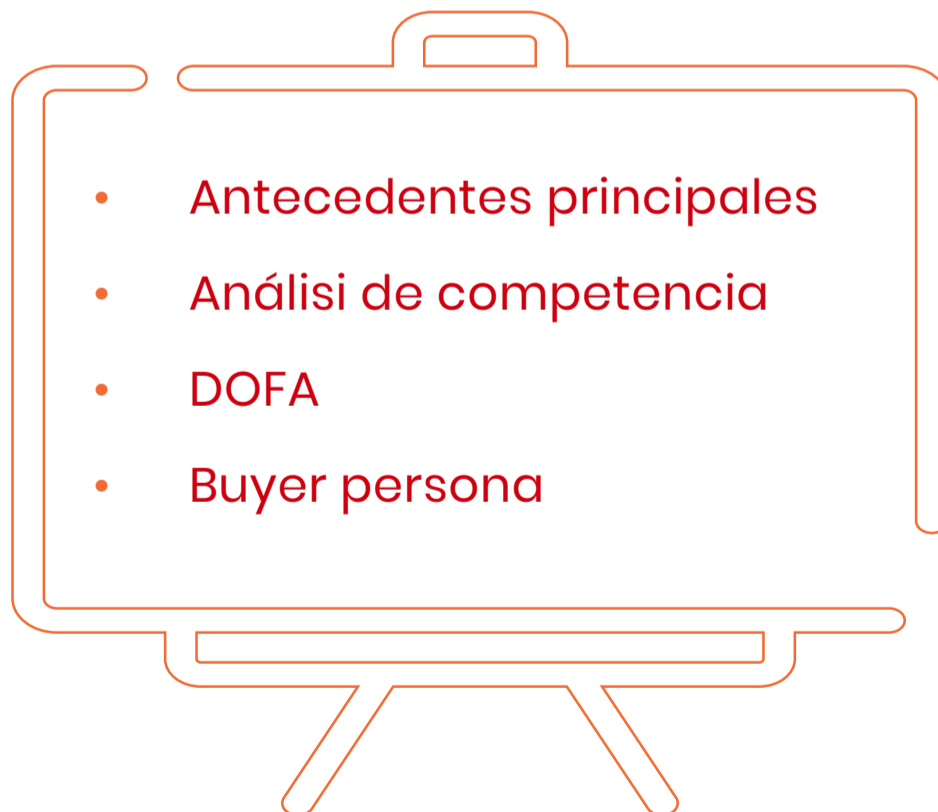 • Antecedentes principales
• Análisi de competencia
• DOFA
• Buyer persona